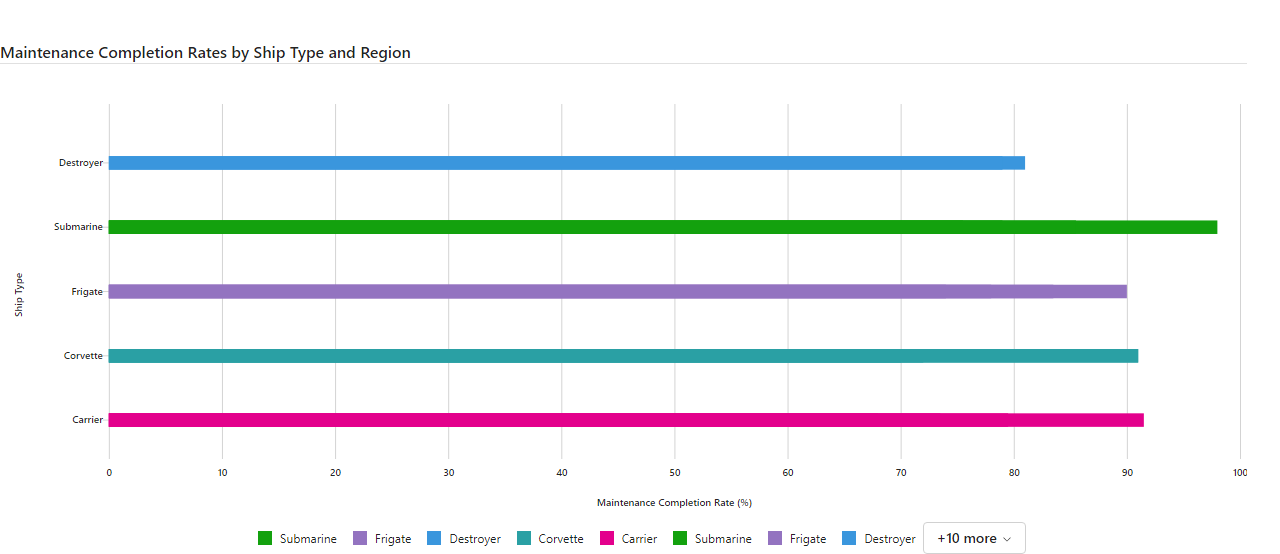 Maintenance Completion Rates by Ship Type and Region
Ship Type
Destroyer
Submarine
Frigate
Corvette
Carrier
0 10 20 30 40 50 60 70 80 90 100
Maintenance Completion Rate (%)
Submarine Frigate Destroyer Corvette Carrier Submarine Frigate Destroyer +10 more